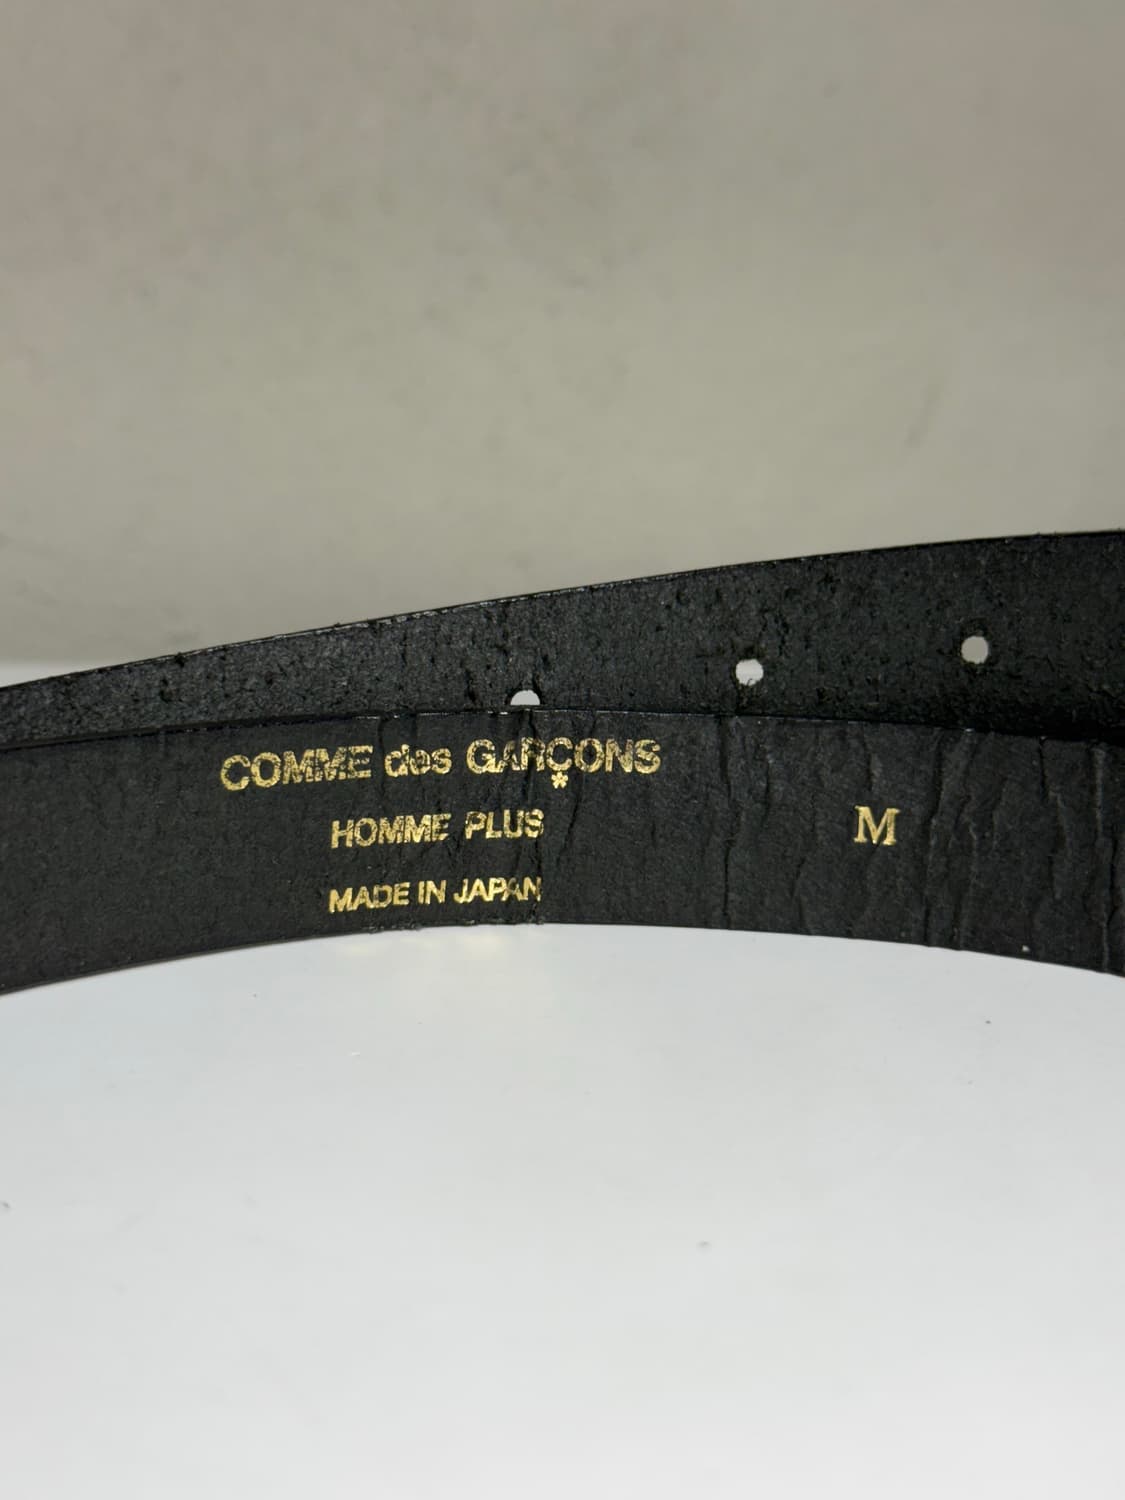 COMME des GARÇONS
*
HOMME PLUS
MADE IN JAPAN
M